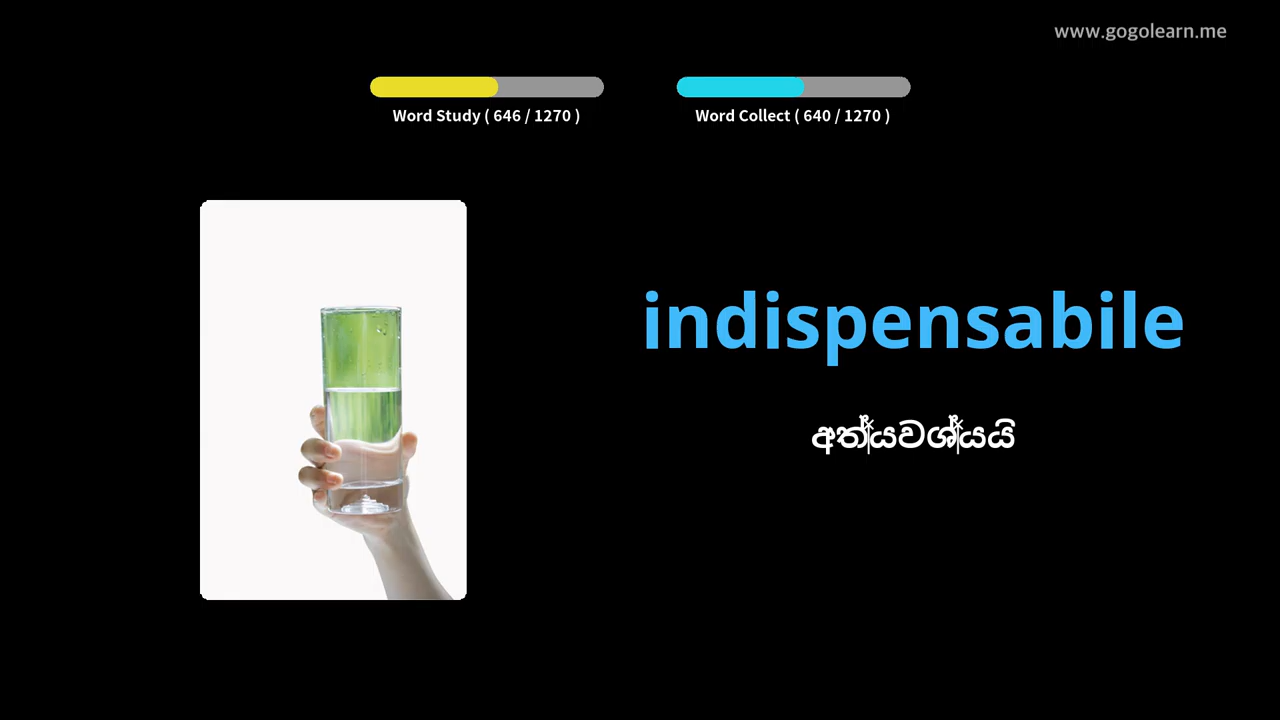 www.gogolearn.me
Word Study ( 646 / 1270 )
Word Collect ( 640 / 1270 )
indispensabile
අත්‍යවශ්‍යයි